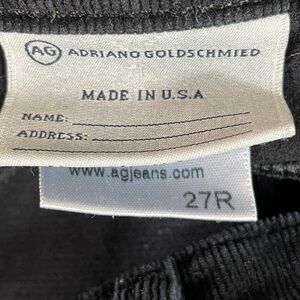 AG ADRIANO GOLDSCHMIED
MADE IN U.S.A
NAME:
ADDRESS:
www.agjeans.com
27R